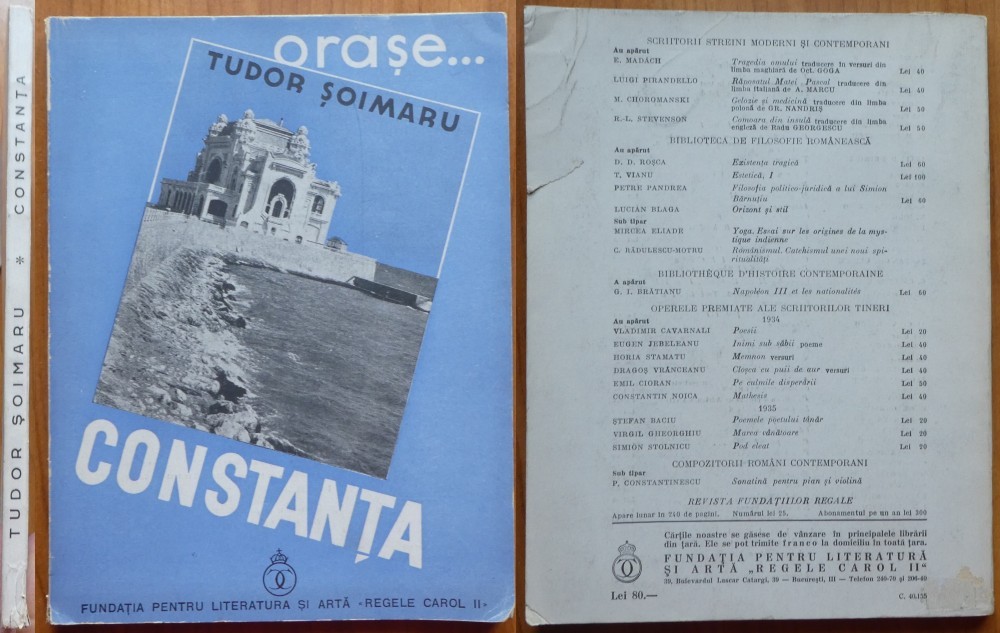 TUDOR ȘOIMARU * CONSTANȚA
orașe...
TUDOR ȘOIMARU
CONSTANȚA
FUNDAȚIA PENTRU LITERATURA ȘI ARTĂ «REGELE CAROL II»
SCRIITORII STREINI MODERNI ȘI CONTEMPORANI
Au apărut
E. MADÁCH Tragedia omului traducere în versuri din
limba maghiară de Oct. GOGA Lei 40
LUIGI PIRANDELLO Răposatul Matei Pascal traducere din
limba italiană de A. MARCU Lei 40
M. CHOROMANSKI Gelozie și medicină traducere din limba
polonă de GR. NANDRIȘ Lei 50
R.-L. STEVENSON Comoara din insulă traducere din limba
engleză de Radu GEORGESCU Lei 50
BIBLIOTECA DE FILOSOFIE ROMÂNEASCĂ
Au apărut
D. D. ROȘCA Existența tragică Lei 60
T. VIANU Estetica, I Lei 100
PETRE PANDREA Filosofia politico-juridică a lui Simion
Bărnuțiu Lei 60
LUCIAN BLAGA Orizont și stil
Sub tipar
MIRCEA ELIADE Yoga. Essai sur les origines de la mys-
tique indienne
C. RĂDULESCU-MOTRU Românismul. Catehismul unei noui spi-
ritualități
BIBLIOTHÈQUE D'HISTOIRE CONTEMPORAINE
A apărut
G. I. BRĂTIANU Napoléon III et les nationalités Lei 60
OPERELE PREMIATE ALE SCRIITORILOR TINERI
1934
Au apărut
VLADIMIR CAVARNALI Poesii Lei 20
EUGEN JEBELEANU Inimi sub săbii poeme Lei 40
HORIA STAMATU Memnon versuri Lei 40
DRAGOȘ VRÂNCEANU Cloșca cu puii de aur versuri Lei 40
EMIL CIORAN Pe culmile disperării Lei 50
CONSTANTIN NOICA Mathesis Lei 40
1935
ȘTEFAN BACIU Poemele poetului tânăr Lei 20
VIRGIL GHEORGHIU Marea vânătoare Lei 20
SIMION STOLNICU Pod eleat Lei 20
COMPOZITORII ROMÂNI CONTEMPORANI
Sub tipar
P. CONSTANTINESCU Sonatină pentru pian și violină
REVISTA FUNDAȚIILOR REGALE
Apare lunar în 240 de pagini. Numărul lei 25. Abonamentul pe un an lei 300
Cărțile noastre se găsesc de vânzare în principalele librării
din țară. Ele se pot trimite franco la domiciliu în toată țara.
FUNDAȚIA PENTRU LITERATURĂ
ȘI ARTĂ „REGELE CAROL II"
39, Bulevardul Lascar Catargi, 39 — București, III — Telefon 240-70 și 206-40
Lei 80.—
C. 40.135